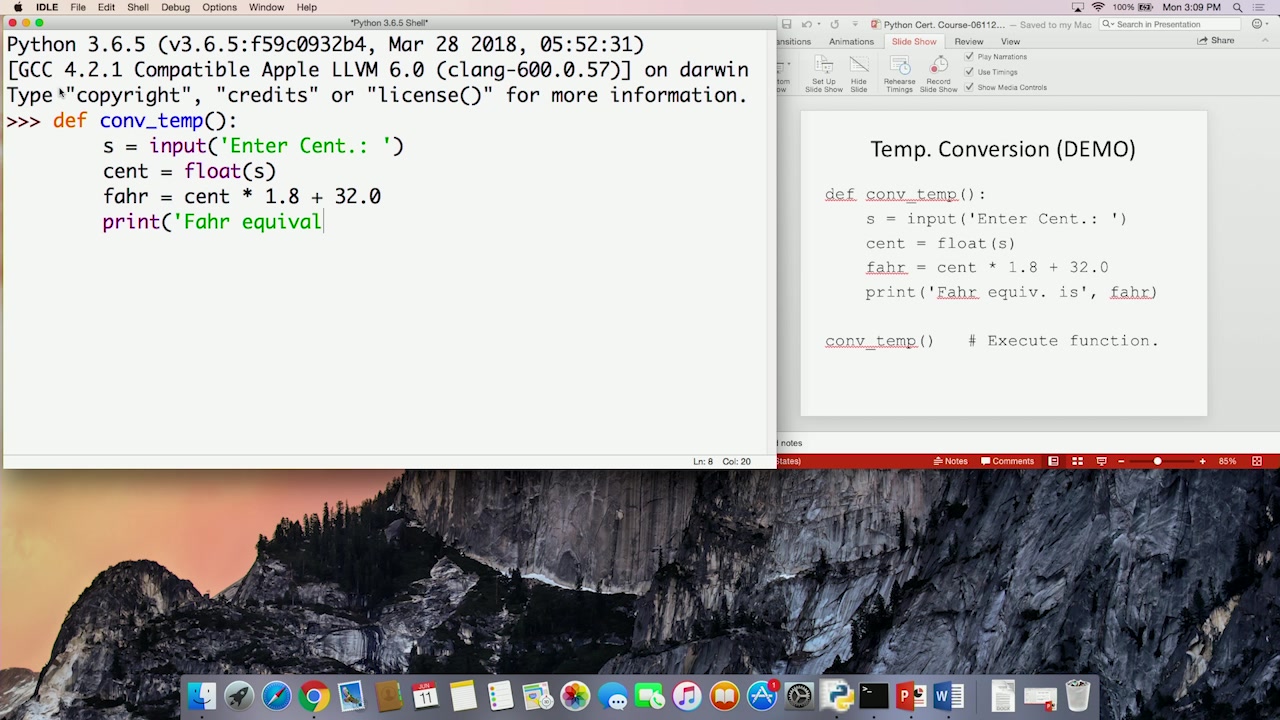 IDLE File Edit Shell Debug Options Window Help
100% Mon 3:09 PM
*Python 3.6.5 Shell*
Python 3.6.5 (v3.6.5:f59c0932b4, Mar 28 2018, 05:52:31)
[GCC 4.2.1 Compatible Apple LLVM 6.0 (clang-600.0.57)] on darwin
Type "copyright", "credits" or "license()" for more information.
>>> def conv_temp():
s = input('Enter Cent.: ')
cent = float(s)
fahr = cent * 1.8 + 32.0
print('Fahr equival
Ln: 8 Col: 20
Python Cert. Course-06112... — Saved to my Mac
Search in Presentation
nsitions Animations Slide Show Review View Share
Set Up
Slide Show
Hide
Slide
Rehearse
Timings
Record
Slide Show
Play Narrations
Use Timings
Show Media Controls
Temp. Conversion (DEMO)
def conv_temp():
s = input('Enter Cent.: ')
cent = float(s)
fahr = cent * 1.8 + 32.0
print('Fahr equiv. is', fahr)
conv_temp() # Execute function.
notes
States) Notes Comments 85%
JUN
11
1